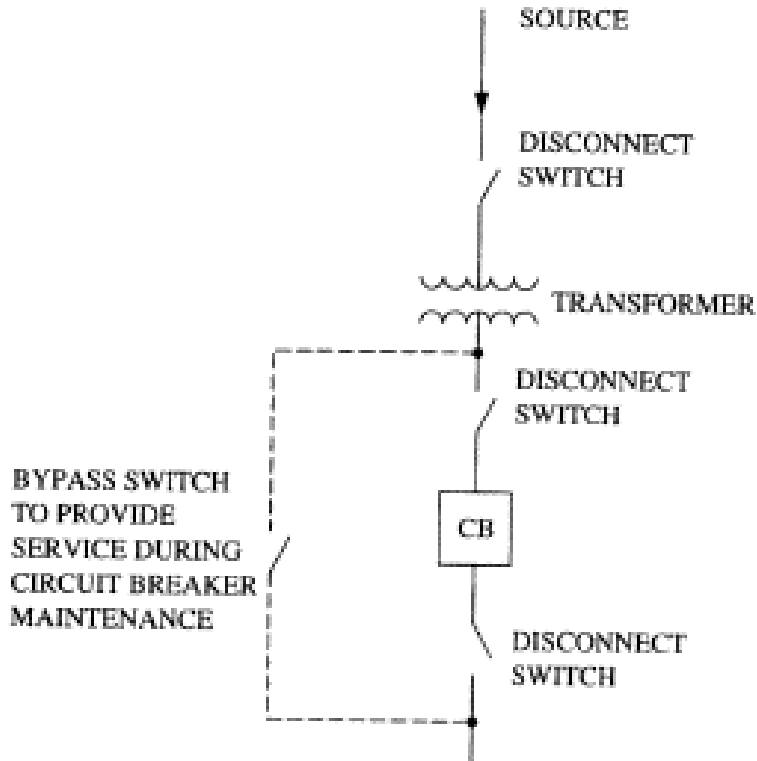 SOURCE
DISCONNECT
SWITCH
TRANSFORMER
DISCONNECT
SWITCH
BYPASS SWITCH
TO PROVIDE
SERVICE DURING
CIRCUIT BREAKER
MAINTENANCE
CB
DISCONNECT
SWITCH